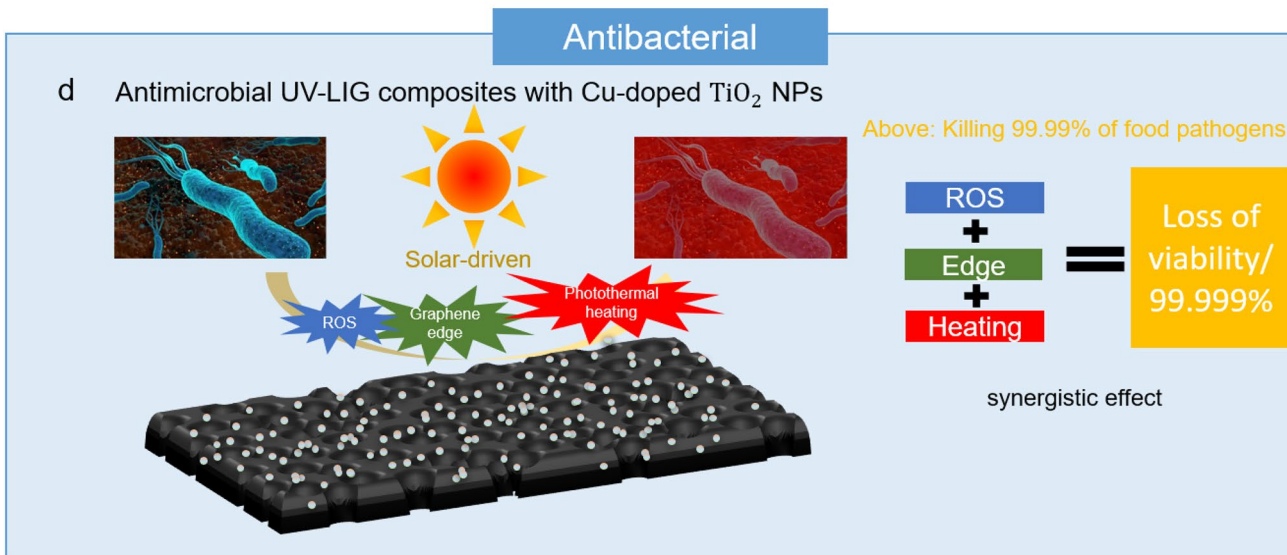 Antibacterial
d Antimicrobial UV-LIG composites with Cu-doped TiO₂ NPs
Above: Killing 99.99% of food pathogens
Solar-driven
ROS
Graphene
edge
Photothermal
heating
ROS
+
Edge
+
Heating
=
Loss of
viability/
99.999%
synergistic effect